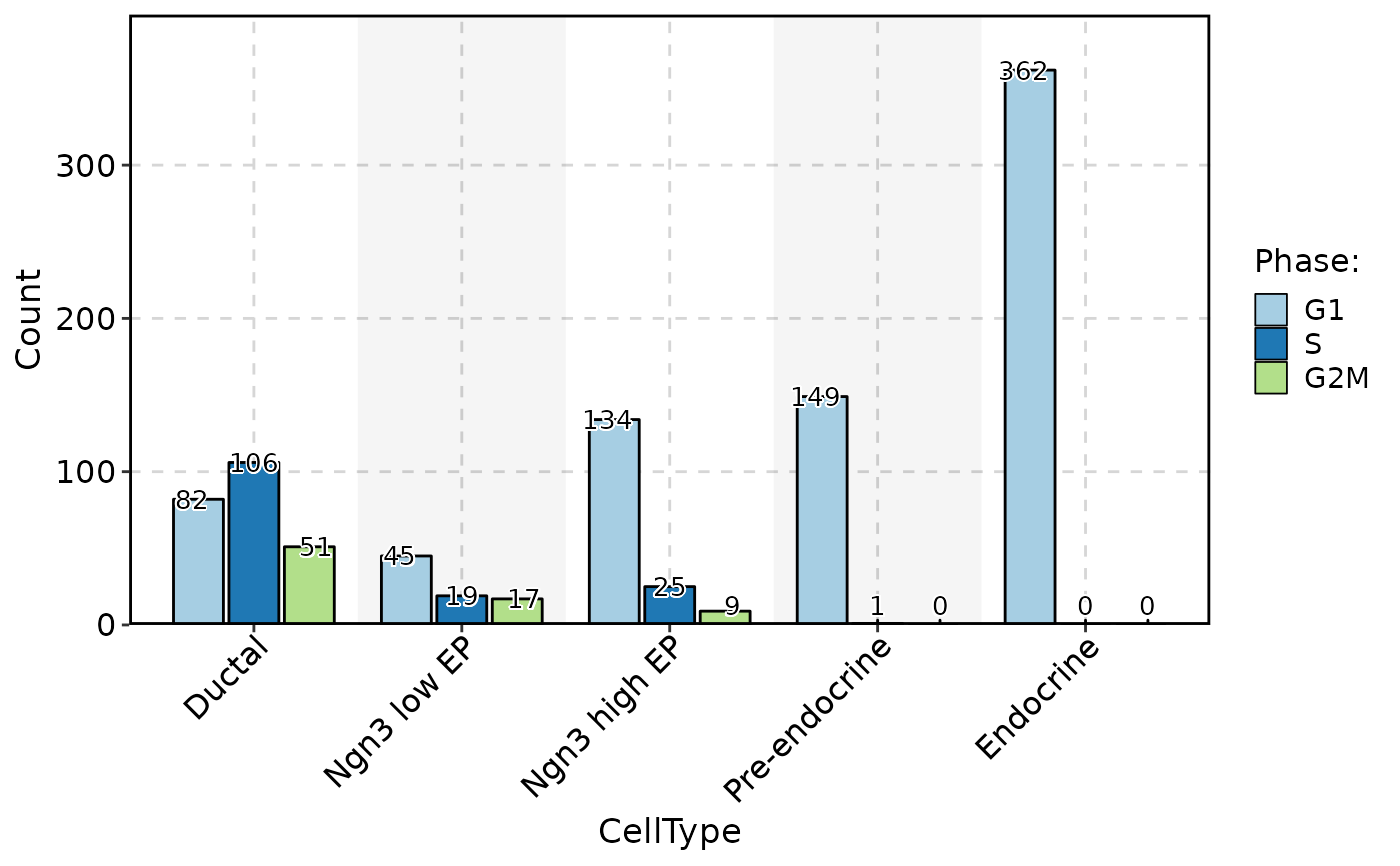 Count
300
200
100
0
82
106
51
45
19
17
134
25
9
149
1
0
362
0
0
Ductal
Ngn3 low EP
Ngn3 high EP
Pre-endocrine
Endocrine
CellType
Phase:
G1
S
G2M